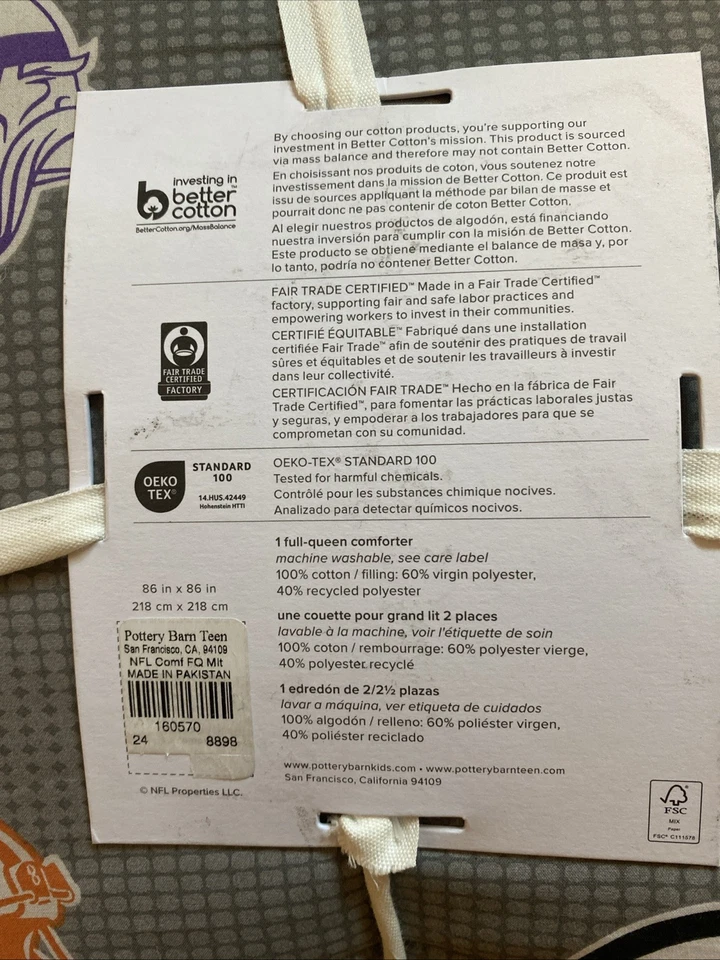 investing in
better
cotton™
BetterCotton.org/MassBalance
By choosing our cotton products, you're supporting our
investment in Better Cotton's mission. This product is sourced
via mass balance and therefore may not contain Better Cotton.
En choisissant nos produits de coton, vous soutenez notre
investissement dans la mission de Better Cotton. Ce produit est
issu de sources appliquant la méthode par bilan de masse et
pourrait donc ne pas contenir de coton Better Cotton.
Al elegir nuestros productos de algodón, está financiando
nuestra inversión para cumplir con la misión de Better Cotton.
Este producto se obtiene mediante el balance de masa y, por
lo tanto, podría no contener Better Cotton.
FAIR TRADE
CERTIFIED™
FACTORY
FAIR TRADE CERTIFIED™ Made in a Fair Trade Certified™
factory, supporting fair and safe labor practices and
empowering workers to invest in their communities.
CERTIFIÉ ÉQUITABLE™ Fabriqué dans une installation
certifiée Fair Trade™ afin de soutenir des pratiques de travail
sûres et équitables et de soutenir les travailleurs à investir
dans leur collectivité.
CERTIFICACIÓN FAIR TRADE™ Hecho en la fábrica de Fair
Trade Certified™, para fomentar las prácticas laborales justas
y seguras, y empoderar a los trabajadores para que se
comprometan con su comunidad.
OEKO
TEX®
STANDARD
100
14.HUS.42449
Hohenstein HTTI
OEKO-TEX® STANDARD 100
Tested for harmful chemicals.
Contrôlé pour les substances chimique nocives.
Analizado para detectar químicos nocivos.
86 in x 86 in
218 cm x 218 cm
1 full-queen comforter
machine washable, see care label
100% cotton / filling: 60% virgin polyester,
40% recycled polyester
une couette pour grand lit 2 places
lavable à la machine, voir l'étiquette de soin
100% coton / rembourrage: 60% polyester vierge,
40% polyester recyclé
1 edredón de 2/2½ plazas
lavar a máquina, ver etiqueta de cuidados
100% algodón / relleno: 60% poliéster virgen,
40% poliéster reciclado
Pottery Barn Teen
San Francisco, CA, 94109
NFL Comf FQ Mlt
MADE IN PAKISTAN
160570
24 8898
© NFL Properties LLC.
www.potterybarnkids.com • www.potterybarnteen.com
San Francisco, California 94109
FSC
MIX
Paper
FSC® C111578
8